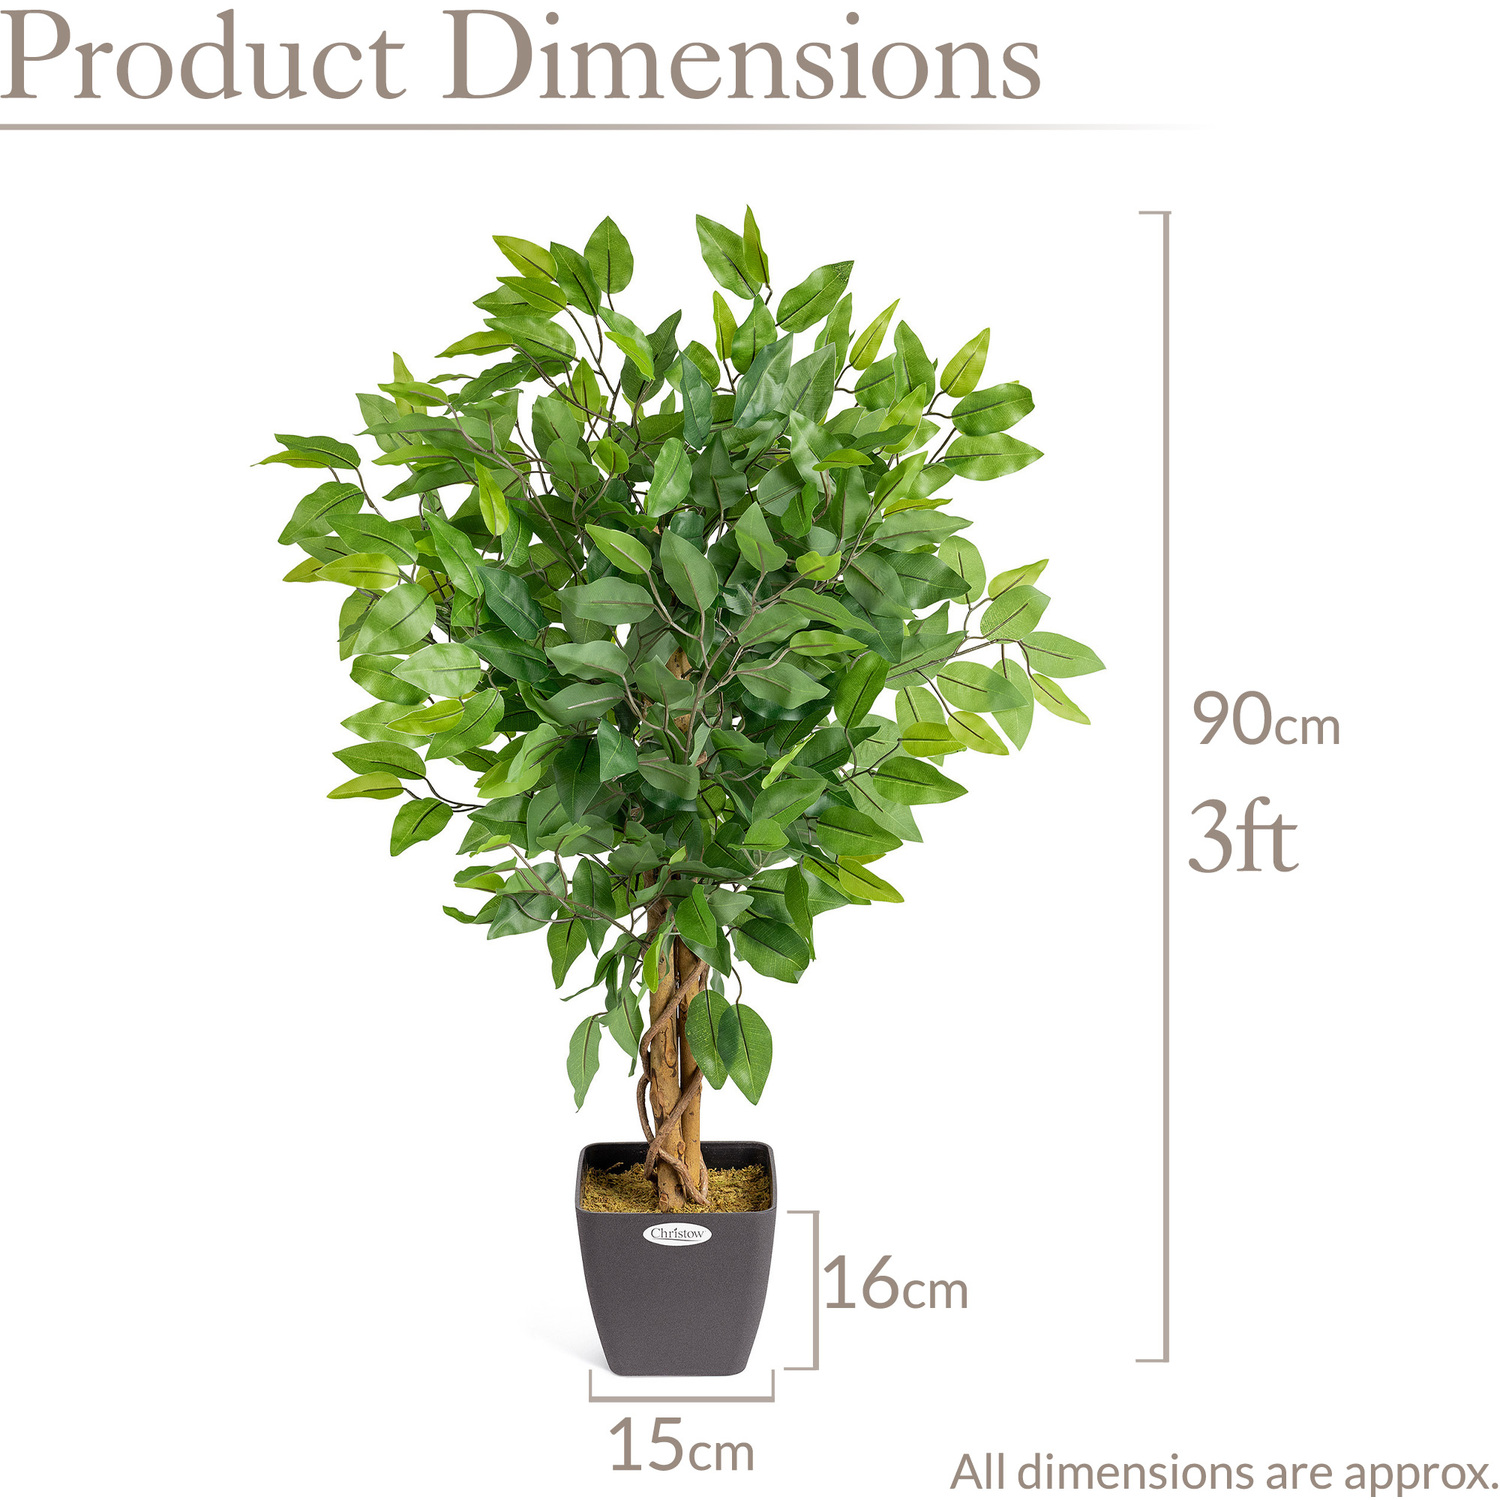 Product Dimensions
90cm
3ft
Christow
16cm
15cm
All dimensions are approx.